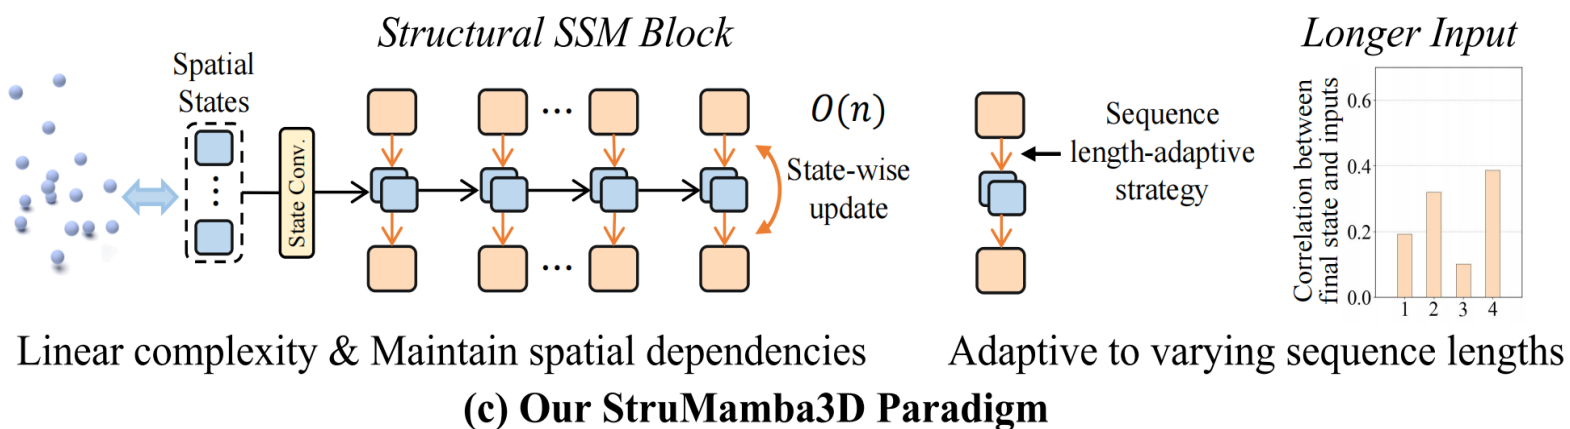 Structural SSM Block
Spatial
States
State Conv.
...
...
O(n)
State-wise
update
Sequence
length-adaptive
strategy
Longer Input
Correlation between
final state and inputs
0.6
0.4
0.2
0.0
1 2 3 4
Linear complexity & Maintain spatial dependencies
Adaptive to varying sequence lengths
(c) Our StruMamba3D Paradigm